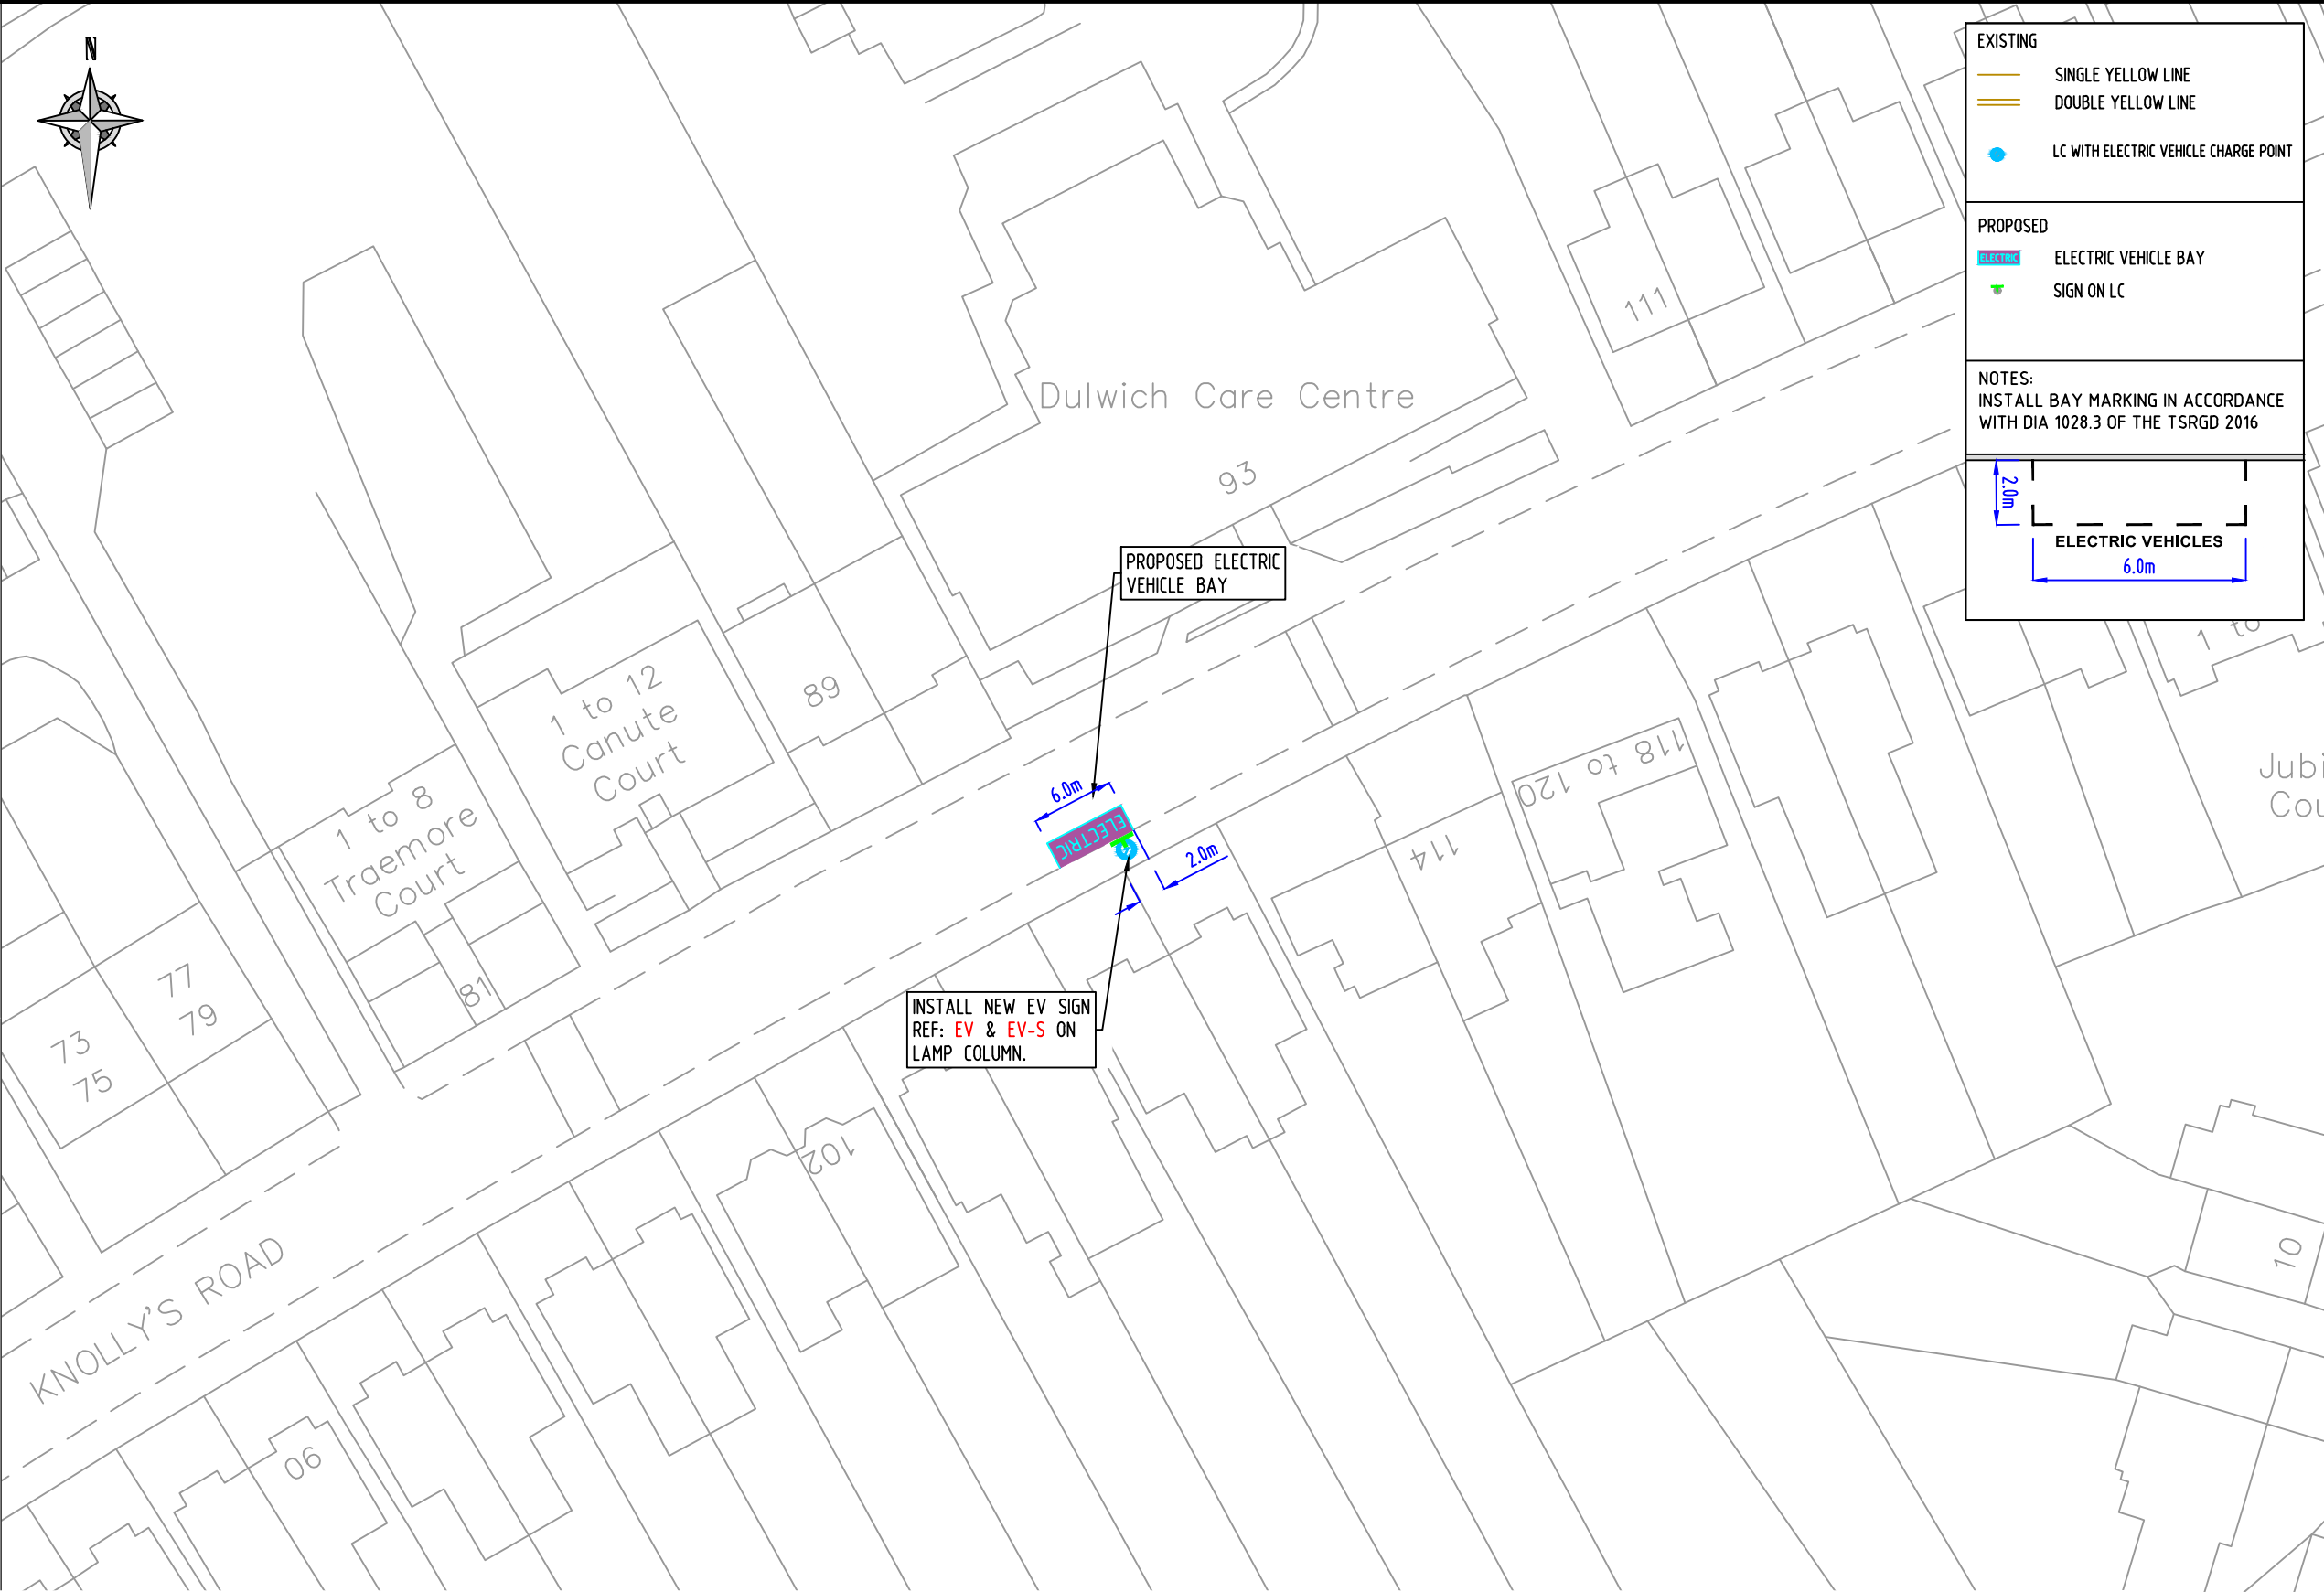 N
EXISTING
SINGLE YELLOW LINE
DOUBLE YELLOW LINE
LC WITH ELECTRIC VEHICLE CHARGE POINT
PROPOSED
ELECTRIC
ELECTRIC VEHICLE BAY
SIGN ON LC
NOTES:
INSTALL BAY MARKING IN ACCORDANCE
WITH DIA 1028.3 OF THE TSRGD 2016
2.0m
ELECTRIC VEHICLES
6.0m
111
Dulwich Care Centre
93
PROPOSED ELECTRIC
VEHICLE BAY
1 to
1 to 12
Canute
Court
89
118 to 120
6.0m
ELECTRIC
2.0m
114
1 to 8
Traemore
Court
81
77
79
73
75
INSTALL NEW EV SIGN
REF: EV & EV-S ON
LAMP COLUMN.
102
KNOLLY'S ROAD
90
10